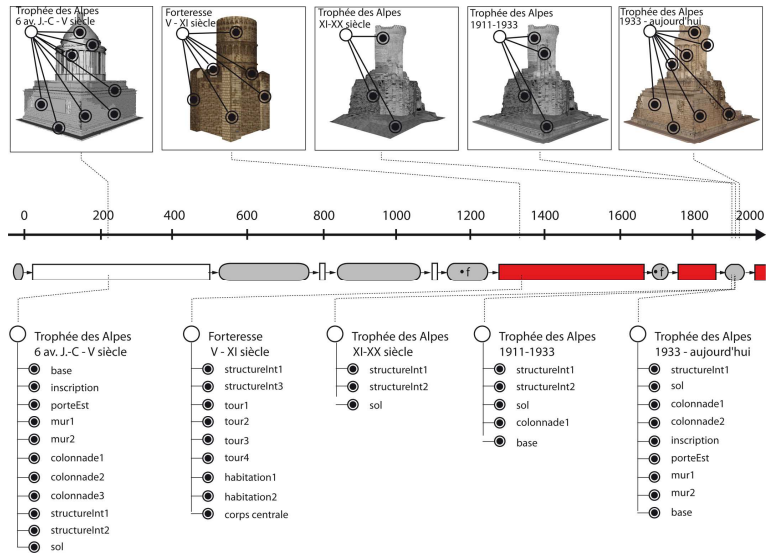 Trophée des Alpes
6 av. J.-C - V siècle
Forteresse
V - XI siècle
Trophée des Alpes
XI-XX siècle
Trophée des Alpes
1911-1933
Trophée des Alpes
1933 - aujourd'hui
0 200 400 600 800 1000 1200 1400 1600 1800 2000
f f
Trophée des Alpes
6 av. J.-C - V siècle
base
inscription
porteEst
mur1
mur2
colonnade1
colonnade2
colonnade3
structureInt1
structureInt2
sol
Forteresse
V - XI siècle
structureInt1
structureInt3
tour1
tour2
tour3
tour4
habitation1
habitation2
corps centrale
Trophée des Alpes
XI-XX siècle
structureInt1
structureInt2
sol
Trophée des Alpes
1911-1933
structureInt1
structureInt2
sol
colonnade1
base
Trophée des Alpes
1933 - aujourd'hui
structureInt1
sol
colonnade1
colonnade2
inscription
porteEst
mur1
mur2
base